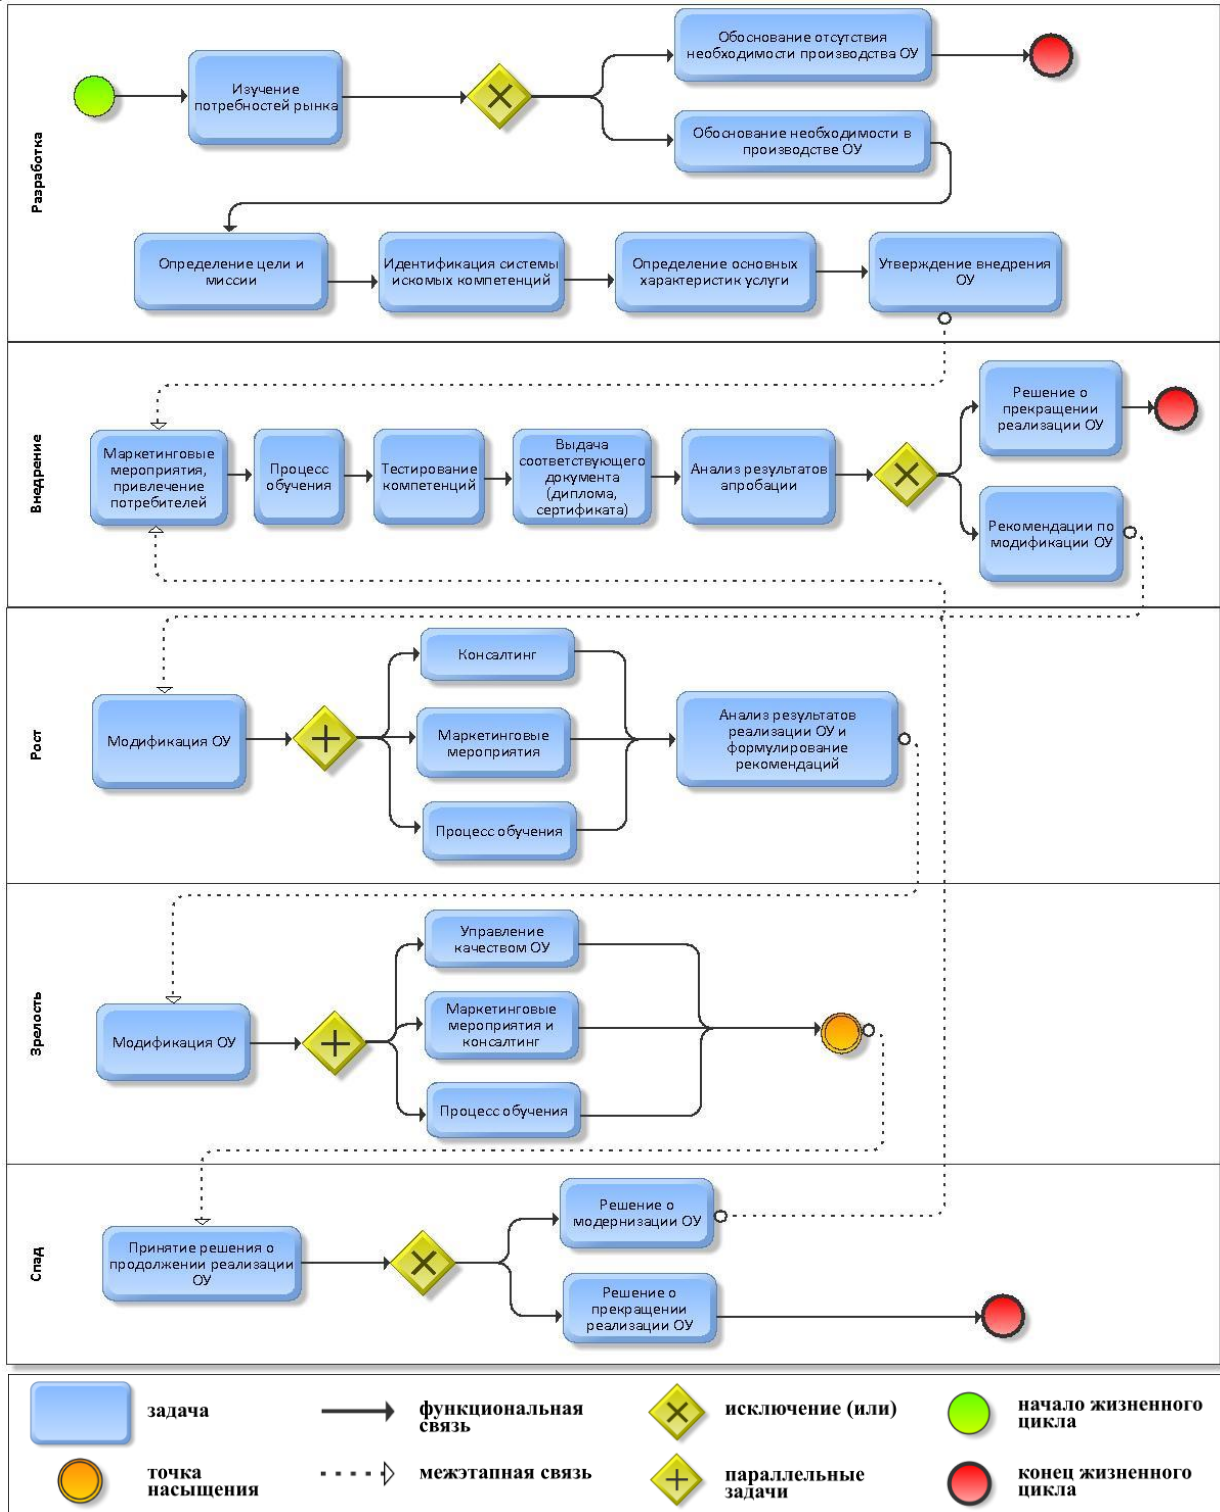 Разработка
Изучение
потребностей рынка
Обоснование отсутствия
необходимости производства ОУ
Обоснование необходимости в
производстве ОУ
Определение цели и
миссии
Идентификация системы
искомых компетенций
Определение основных
характеристик услуги
Утверждение внедрения
ОУ
Внедрение
Маркетинговые
мероприятия,
привлечение
потребителей
Процесс
обучения
Тестирование
компетенций
Выдача
соответствующего
документа
(диплома,
сертификата)
Анализ результатов
апробации
Решение о
прекращении
реализации ОУ
Рекомендации по
модификации ОУ
Рост
Модификация ОУ
Консалтинг
Маркетинговые
мероприятия
Процесс обучения
Анализ результатов
реализации ОУ и
формулирование
рекомендаций
Зрелость
Модификация ОУ
Управление
качеством ОУ
Маркетинговые
мероприятия и
консалтинг
Процесс обучения
Спад
Принятие решения о
продолжении реализации
ОУ
Решение о
модернизации ОУ
Решение о
прекращении
реализации ОУ
задача
функциональная
связь
исключение (или)
начало жизненного
цикла
точка
насыщения
межэтапная связь
параллельные
задачи
конец жизненного
цикла